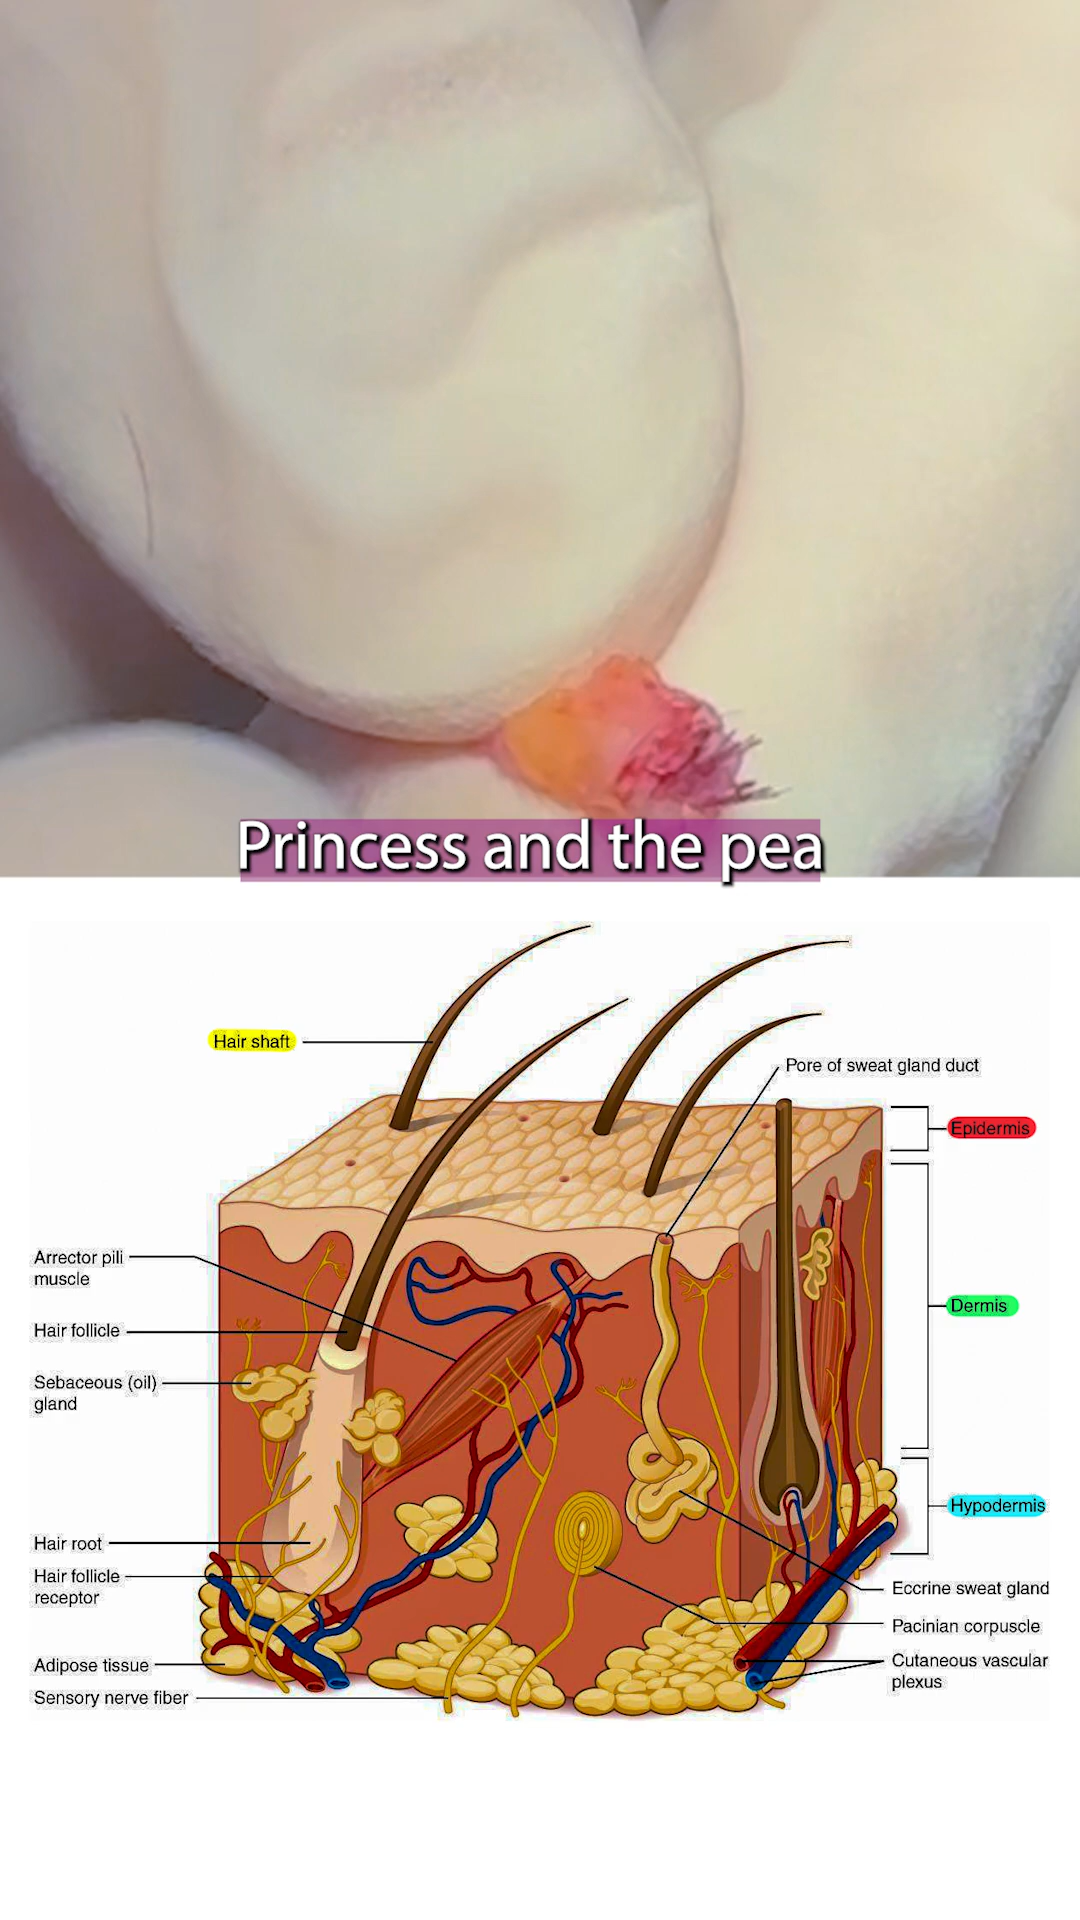 Princess and the pea
Hair shaft
Pore of sweat gland duct
Epidermis
Arrector pili
muscle
Dermis
Hair follicle
Sebaceous (oil)
gland
Hypodermis
Hair root
Hair follicle
receptor
Eccrine sweat gland
Pacinian corpuscle
Adipose tissue
Cutaneous vascular
plexus
Sensory nerve fiber